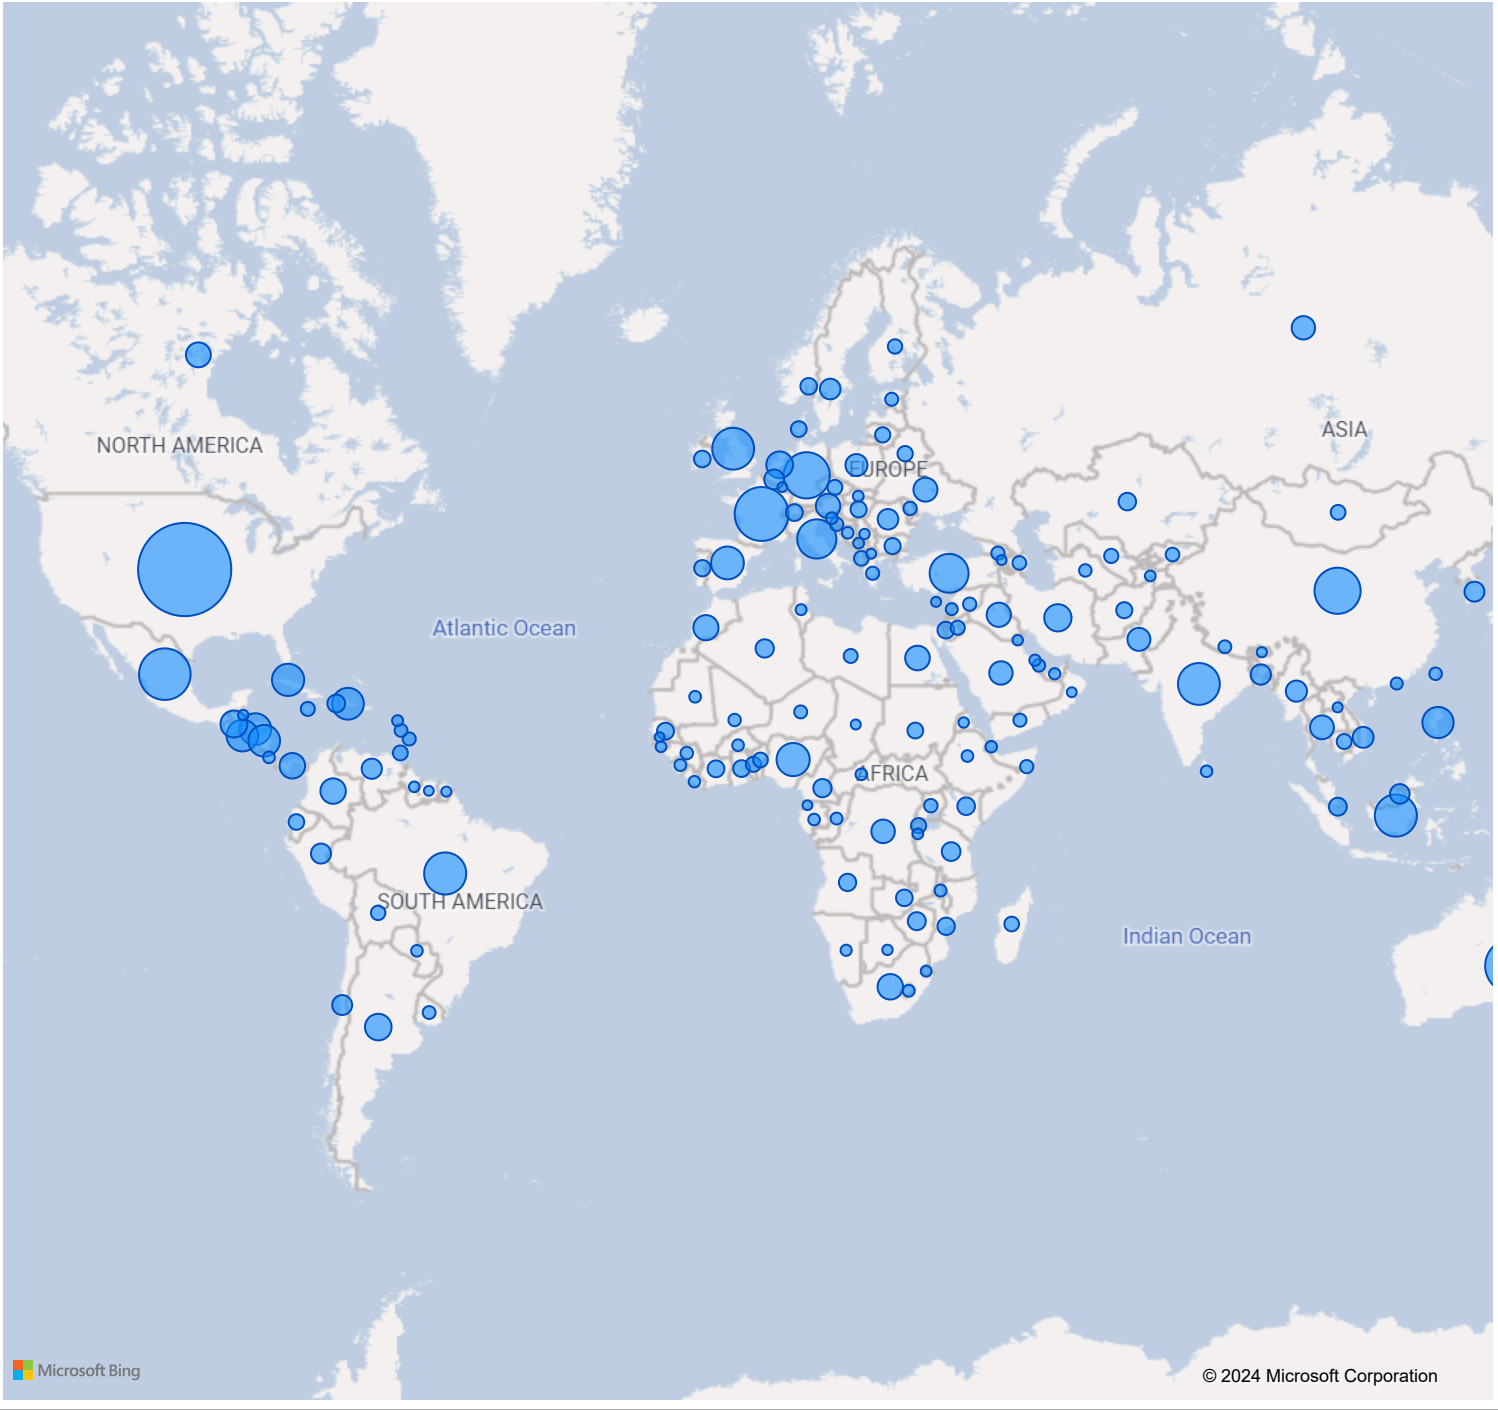 ASIA
NORTH AMERICA
EUROPE
Atlantic Ocean
AFRICA
SOUTH AMERICA
Indian Ocean
Microsoft Bing
© 2024 Microsoft Corporation